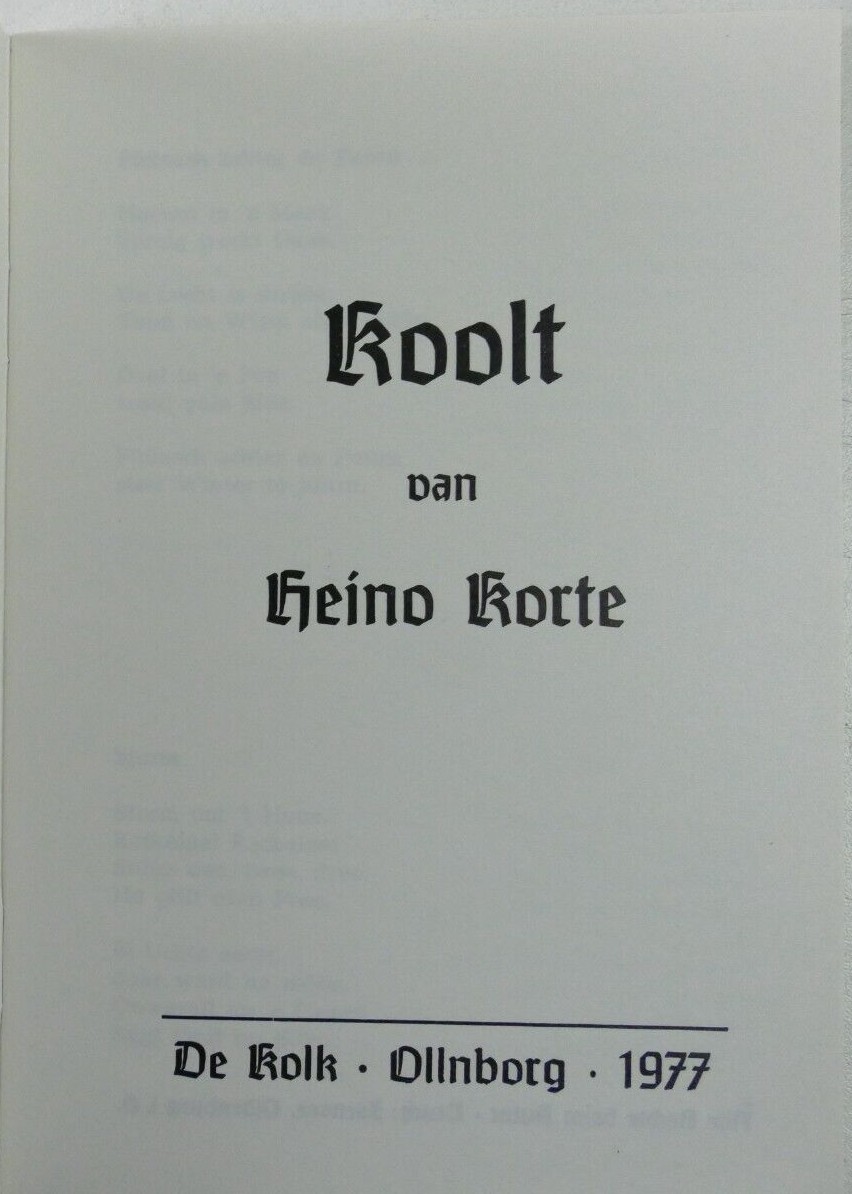 Koolt
van
Heino Korte
De Kolk · Ollnborg · 1977